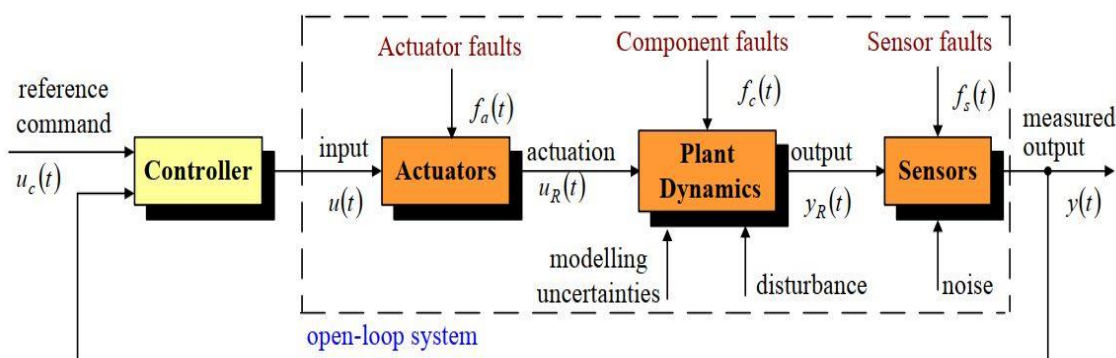 Actuator faults
Component faults
Sensor faults
reference
command
f_a(t)
f_c(t)
f_s(t)
measured
output
Controller
input
Actuators
actuation
Plant
Dynamics
output
Sensors
u_c(t)
u(t)
u_R(t)
y_R(t)
y(t)
modelling
uncertainties
disturbance
noise
open-loop system